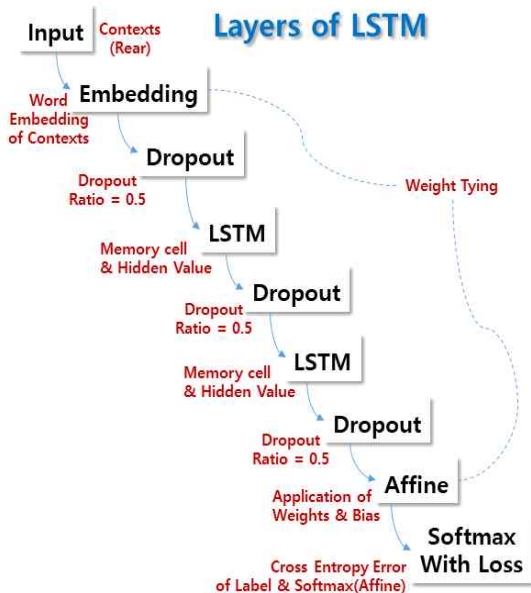 Layers of LSTM
Input
Contexts
(Rear)
Embedding
Word
Embedding
of Contexts
Dropout
Dropout
Ratio = 0.5
Weight Tying
LSTM
Memory cell
& Hidden Value
Dropout
Dropout
Ratio = 0.5
LSTM
Memory cell
& Hidden Value
Dropout
Dropout
Ratio = 0.5
Affine
Application of
Weights & Bias
Softmax
With Loss
Cross Entropy Error
of Label & Softmax(Affine)